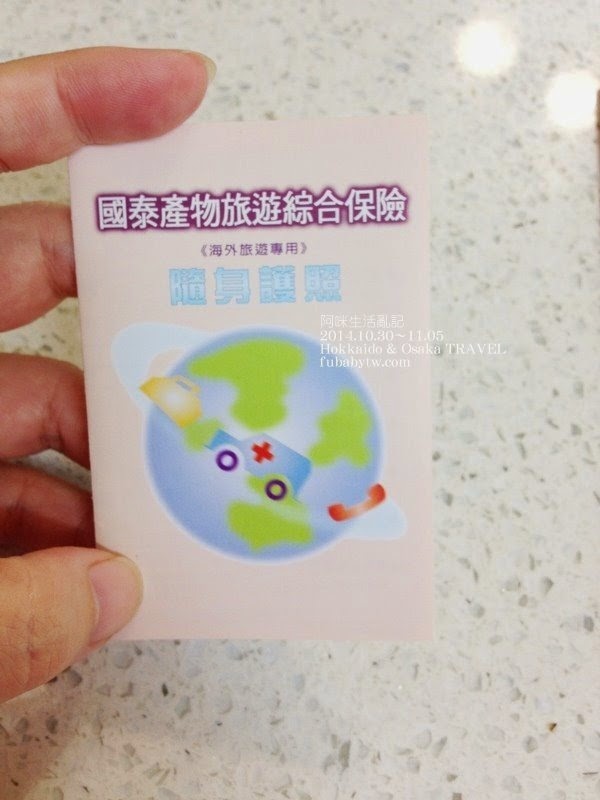 國泰產物旅遊綜合保險
《海外旅遊專用》
隨身護照
阿咪生活亂記
2014.10.30~11.05
Hokkaido & Osaka TRAVEL
fubabytw.com